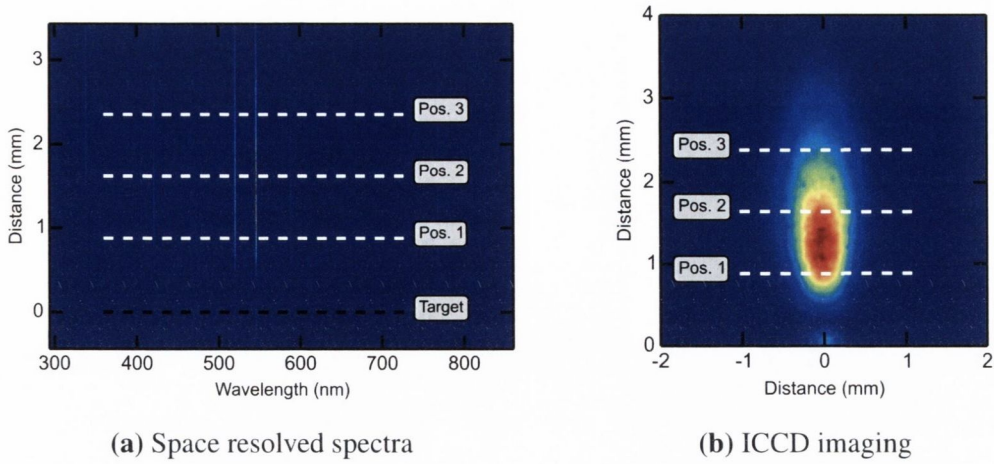 3
2
1
0
Distance (mm)
Pos. 3
Pos. 2
Pos. 1
Target
300 400 500 600 700 800
Wavelength (nm)
(a) Space resolved spectra
4
3
2
1
0
Distance (mm)
Pos. 3
Pos. 2
Pos. 1
-2 -1 0 1 2
Distance (mm)
(b) ICCD imaging